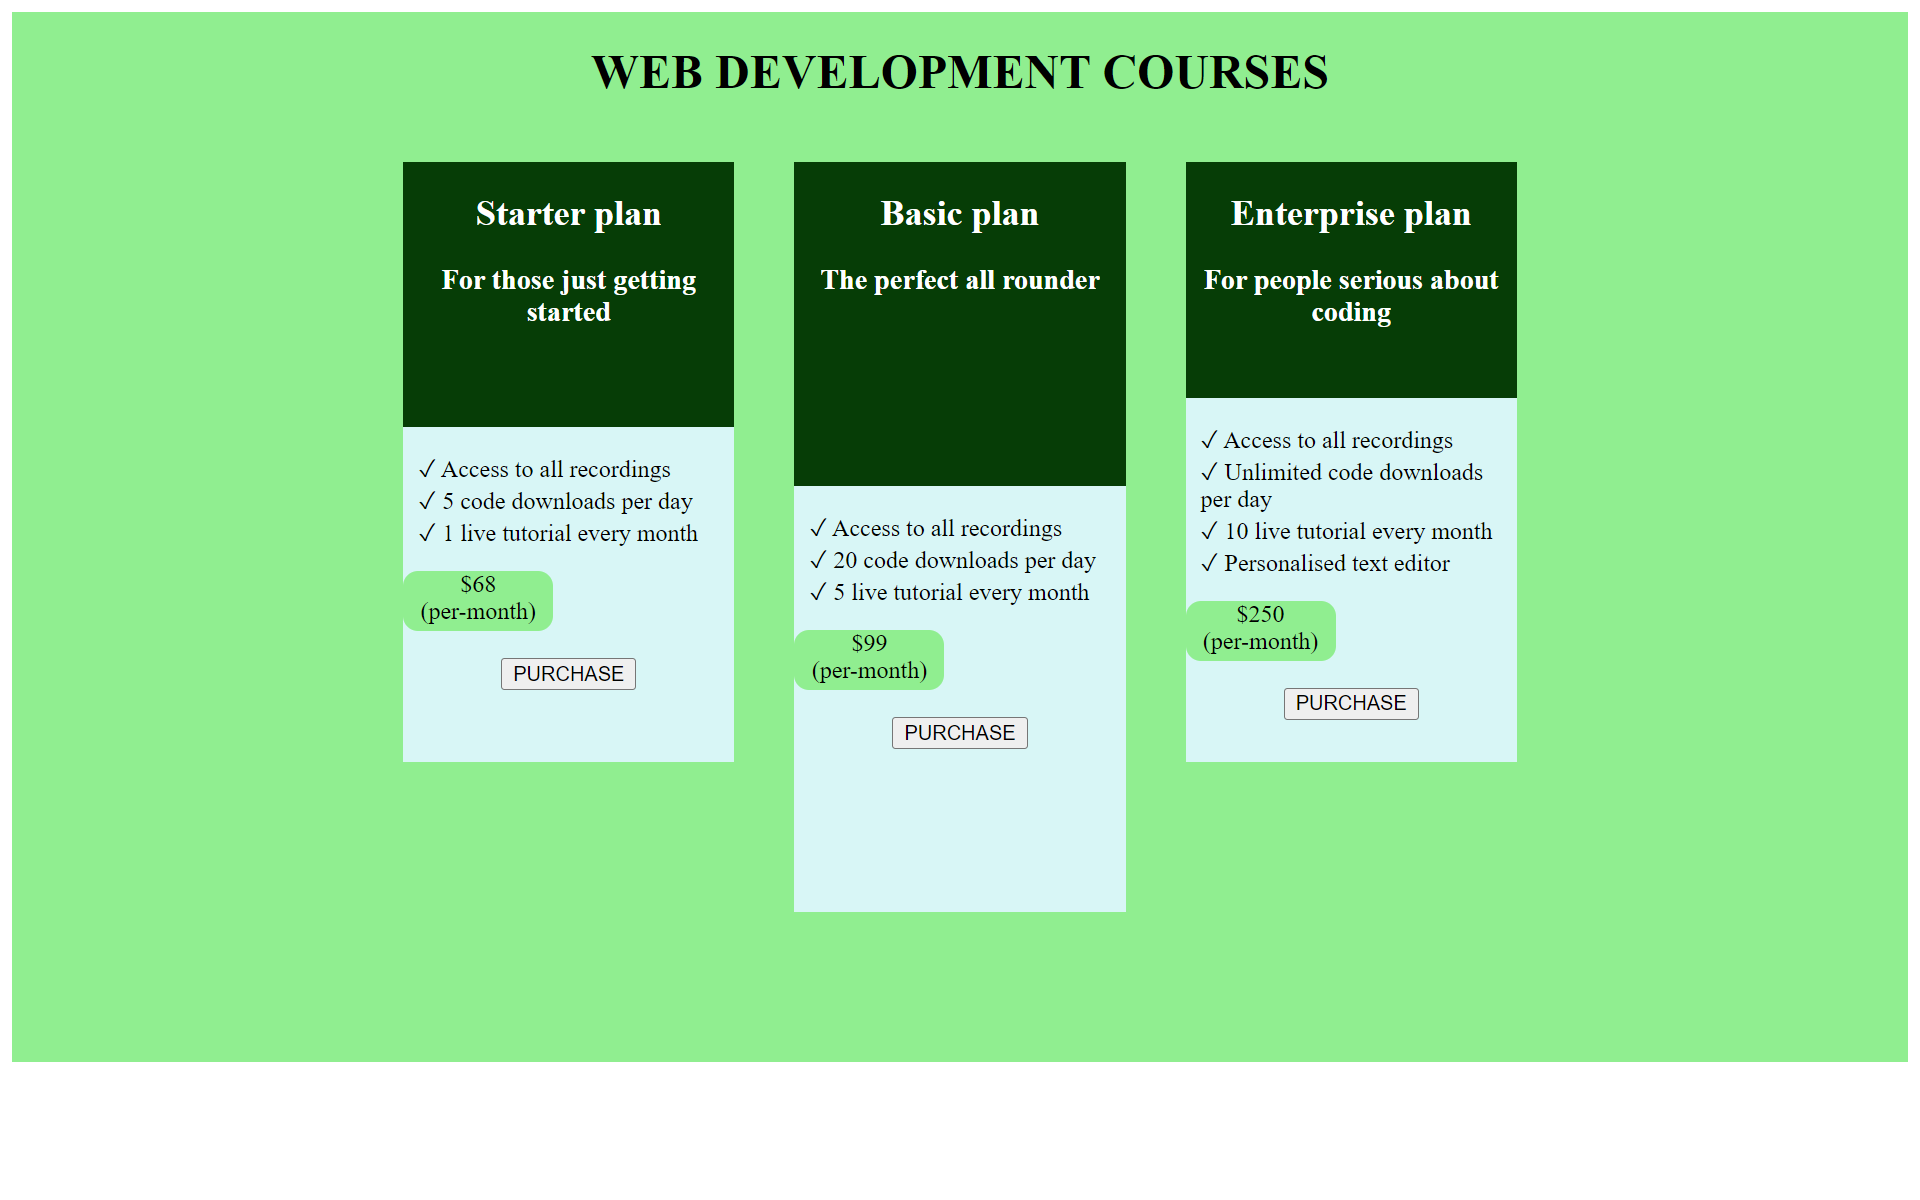 WEB DEVELOPMENT COURSES
Starter plan
For those just getting
started
✓ Access to all recordings
✓ 5 code downloads per day
✓ 1 live tutorial every month
$68
(per-month)
PURCHASE
Basic plan
The perfect all rounder
✓ Access to all recordings
✓ 20 code downloads per day
✓ 5 live tutorial every month
$99
(per-month)
PURCHASE
Enterprise plan
For people serious about
coding
✓ Access to all recordings
✓ Unlimited code downloads
per day
✓ 10 live tutorial every month
✓ Personalised text editor
$250
(per-month)
PURCHASE